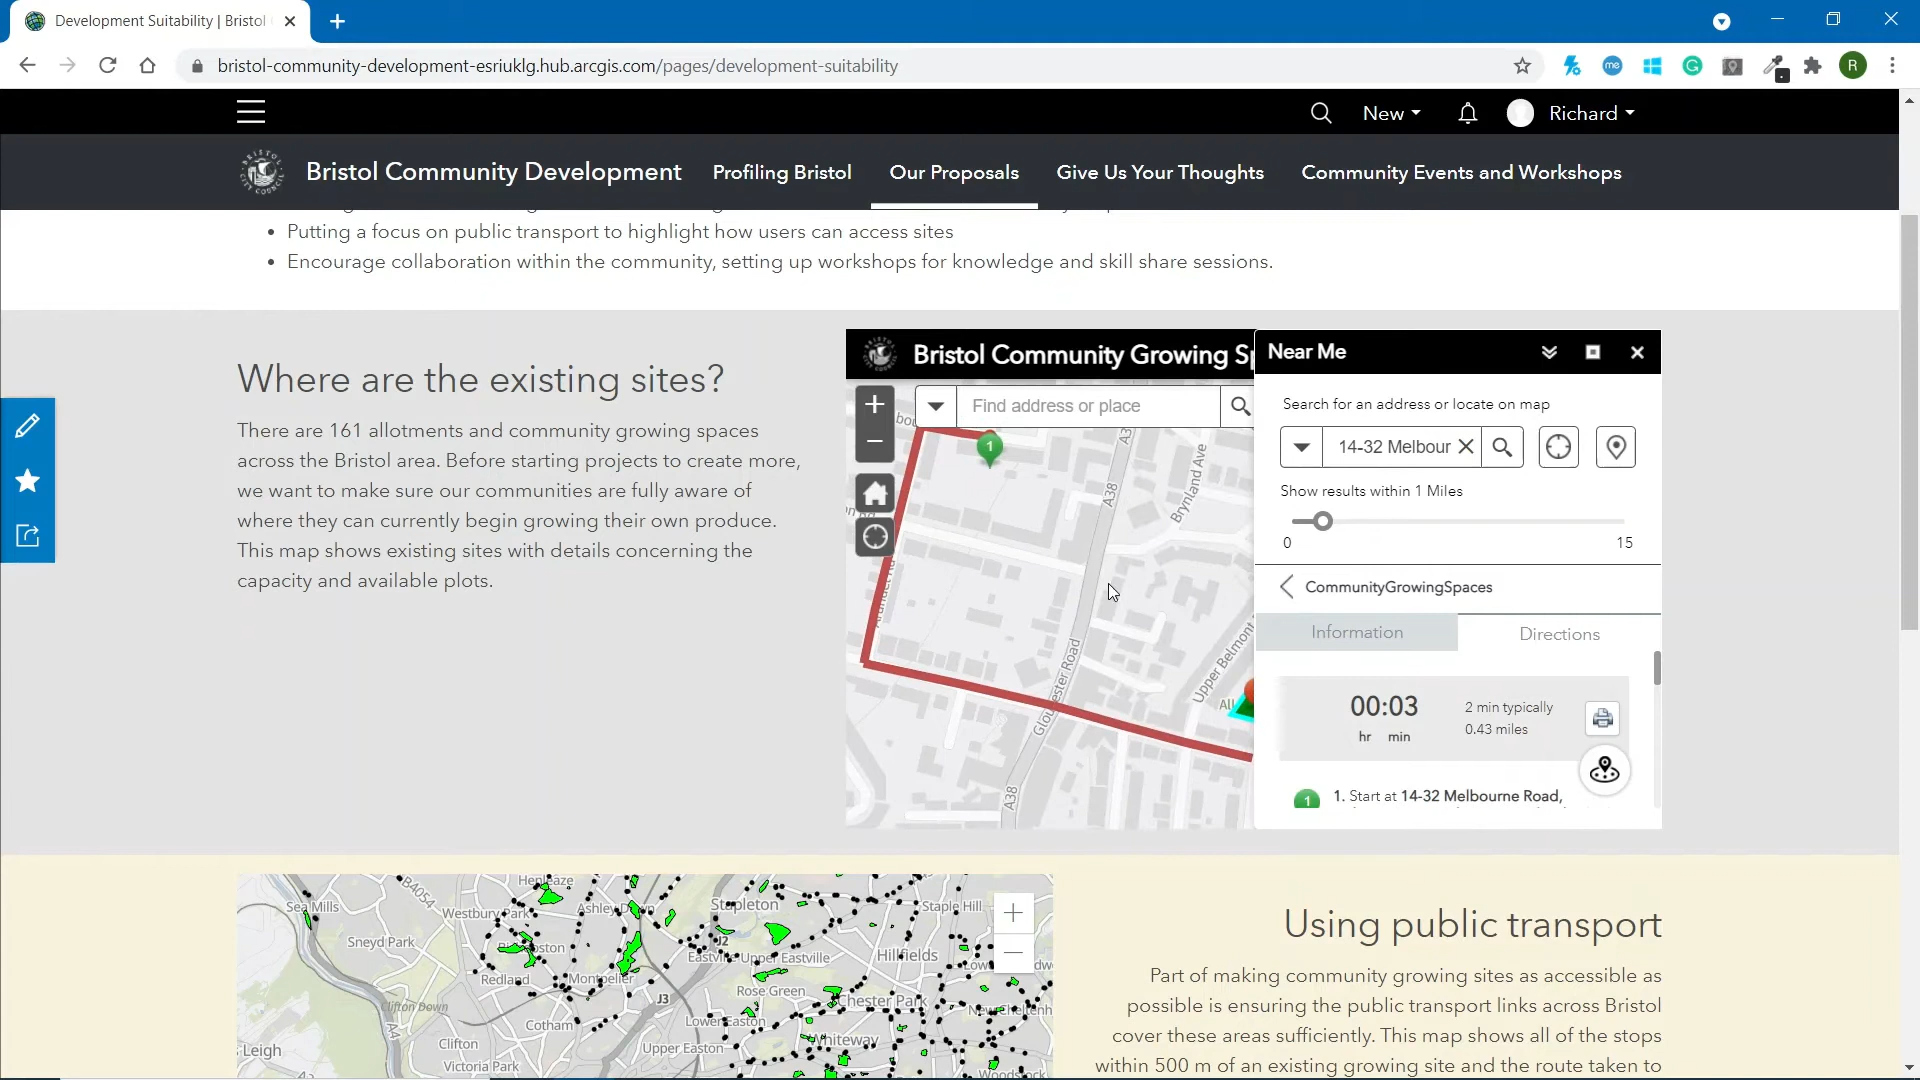 Development Suitability | Bristol
bristol-community-development-esriuklg.hub.arcgis.com/pages/development-suitability
R
New
Richard
Bristol Community Development
Profiling Bristol
Our Proposals
Give Us Your Thoughts
Community Events and Workshops
Putting a focus on public transport to highlight how users can access sites
Encourage collaboration within the community, setting up workshops for knowledge and skill share sessions.
Where are the existing sites?
There are 161 allotments and community growing spaces
across the Bristol area. Before starting projects to create more,
we want to make sure our communities are fully aware of
where they can currently begin growing their own produce.
This map shows existing sites with details concerning the
capacity and available plots.
Bristol Community Growing Sp
Find address or place
1
A38
Brynland Ave
Gloucester Road
Upper Belmont
A38
Near Me
Search for an address or locate on map
14-32 Melbour
Show results within 1 Miles
0
15
CommunityGrowingSpaces
Information
Directions
00:03
hr min
2 min typically
0.43 miles
1
1. Start at 14-32 Melbourne Road,
Henleaze
B4054
Sea Mills
Westbury Park
Stapleton
Staple Hill
Sneyd Park
J2
Hillfields
Redland
Montpelier
Upper Eastville
Rose Green
Chester Park
Clifton Down
J3
A4
Cotham
Lower Easton
Whiteway
Leigh
Clifton
Upper Easton
Victoria Park
Using public transport
Part of making community growing sites as accessible as
possible is ensuring the public transport links across Bristol
cover these areas sufficiently. This map shows all of the stops
within 500 m of an existing growing site and the route taken to